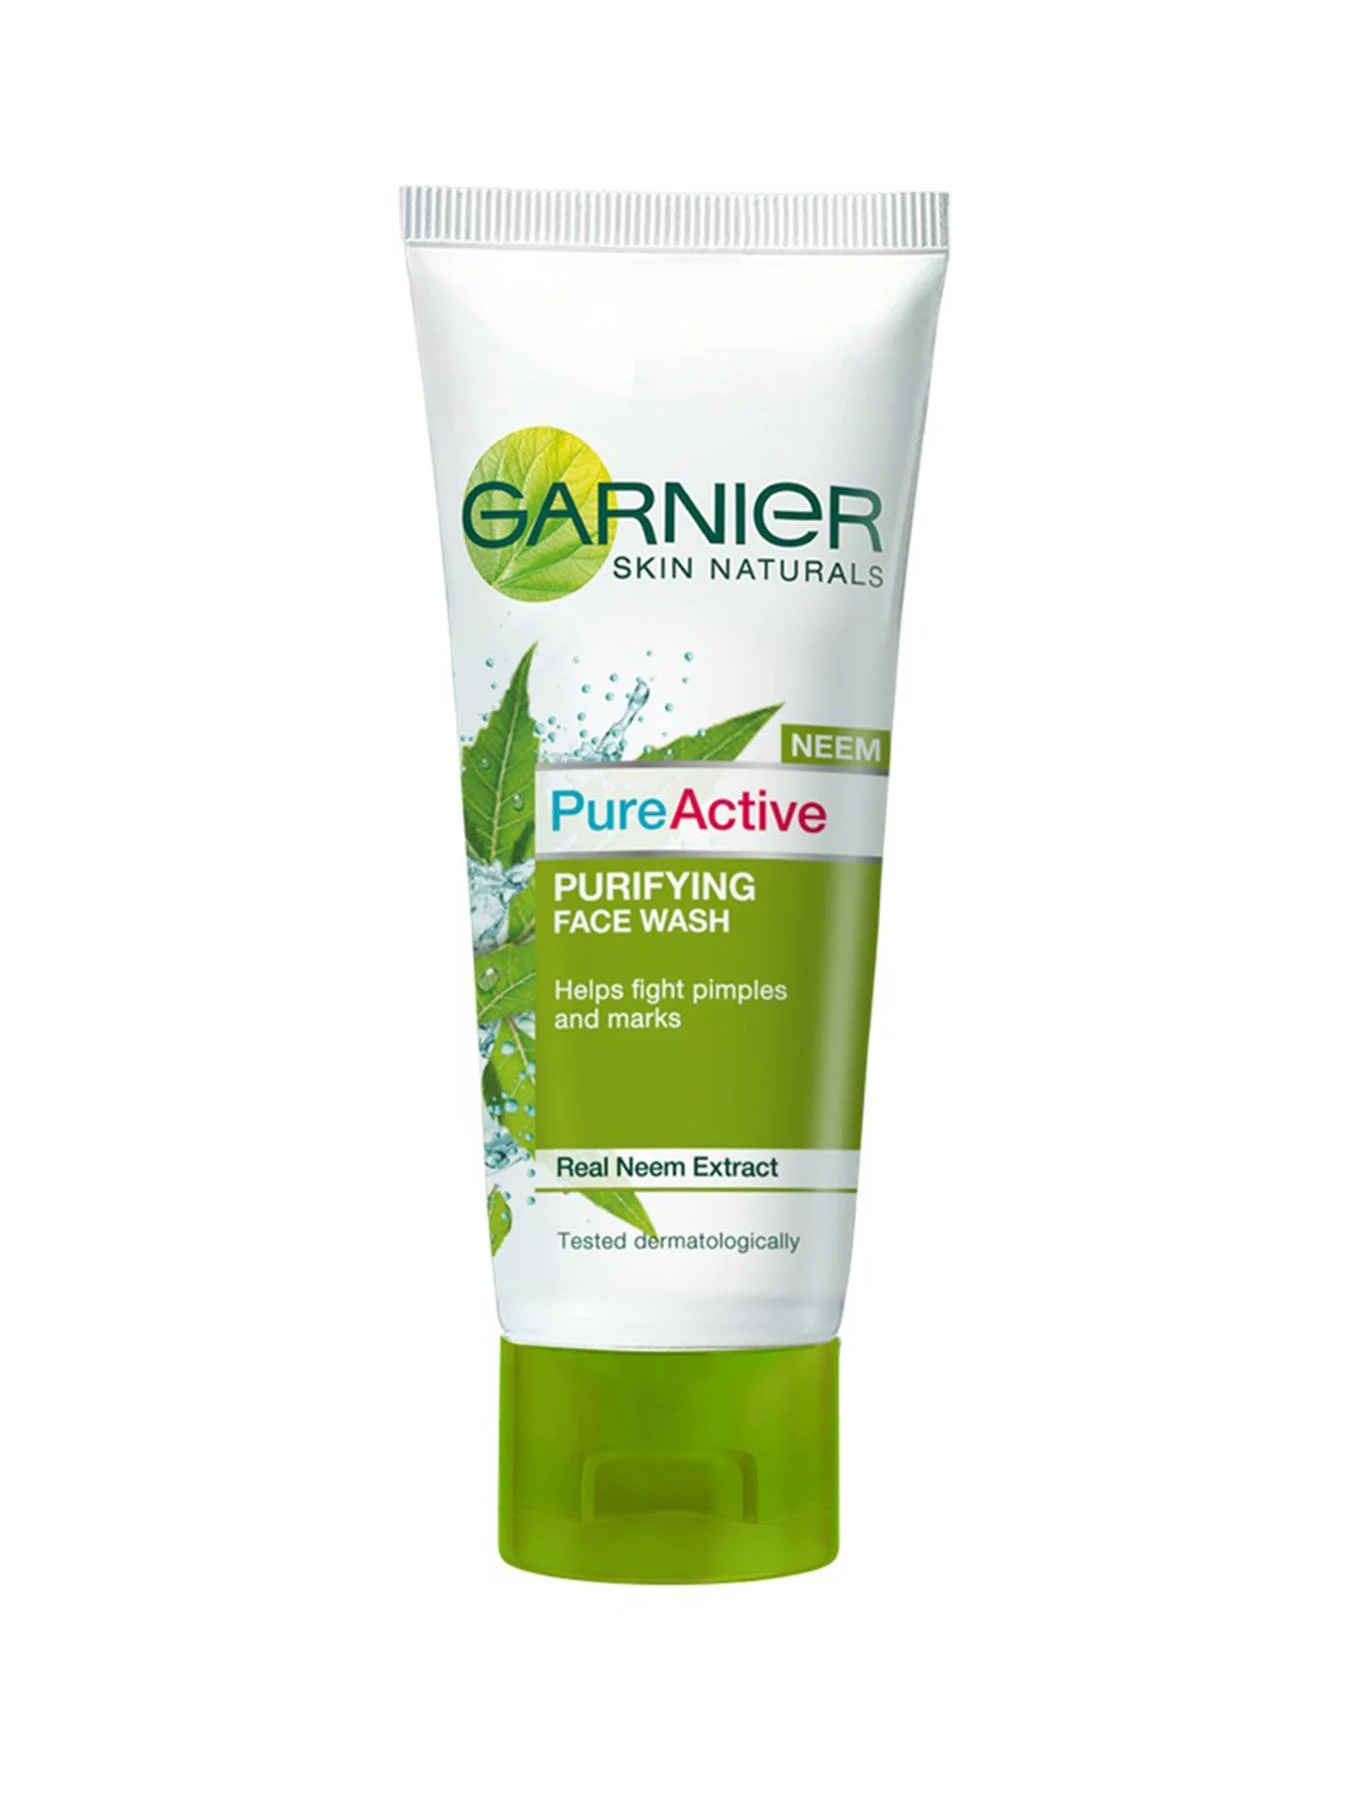 GARNIER
SKIN NATURALS
NEEM
PureActive
PURIFYING
FACE WASH
Helps fight pimples
and marks
Real Neem Extract
Tested dermatologically